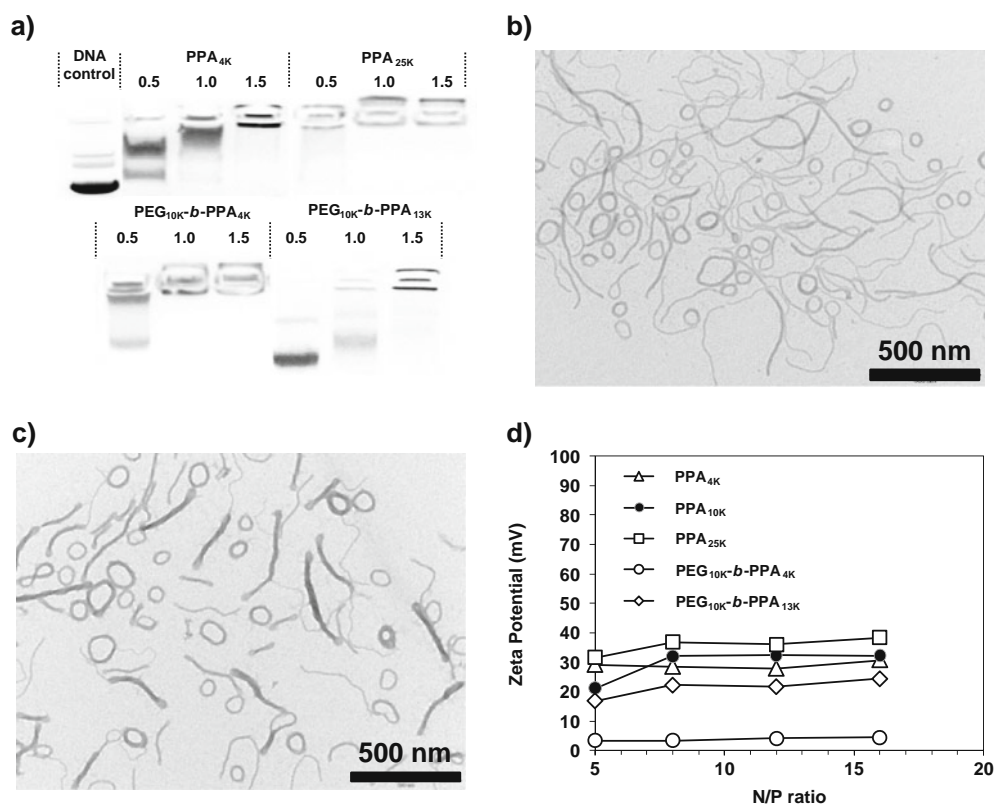 a)
DNA control
PPA4K
PPA25K
0.5 1.0 1.5 0.5 1.0 1.5
PEG10K-b-PPA4K
PEG10K-b-PPA13K
0.5 1.0 1.5 0.5 1.0 1.5
b)
500 nm
c)
500 nm
d)
Zeta Potential (mV)
100
90
80
70
60
50
40
30
20
10
0
PPA4K
PPA10K
PPA25K
PEG10K-b-PPA4K
PEG10K-b-PPA13K
5 10 15 20
N/P ratio